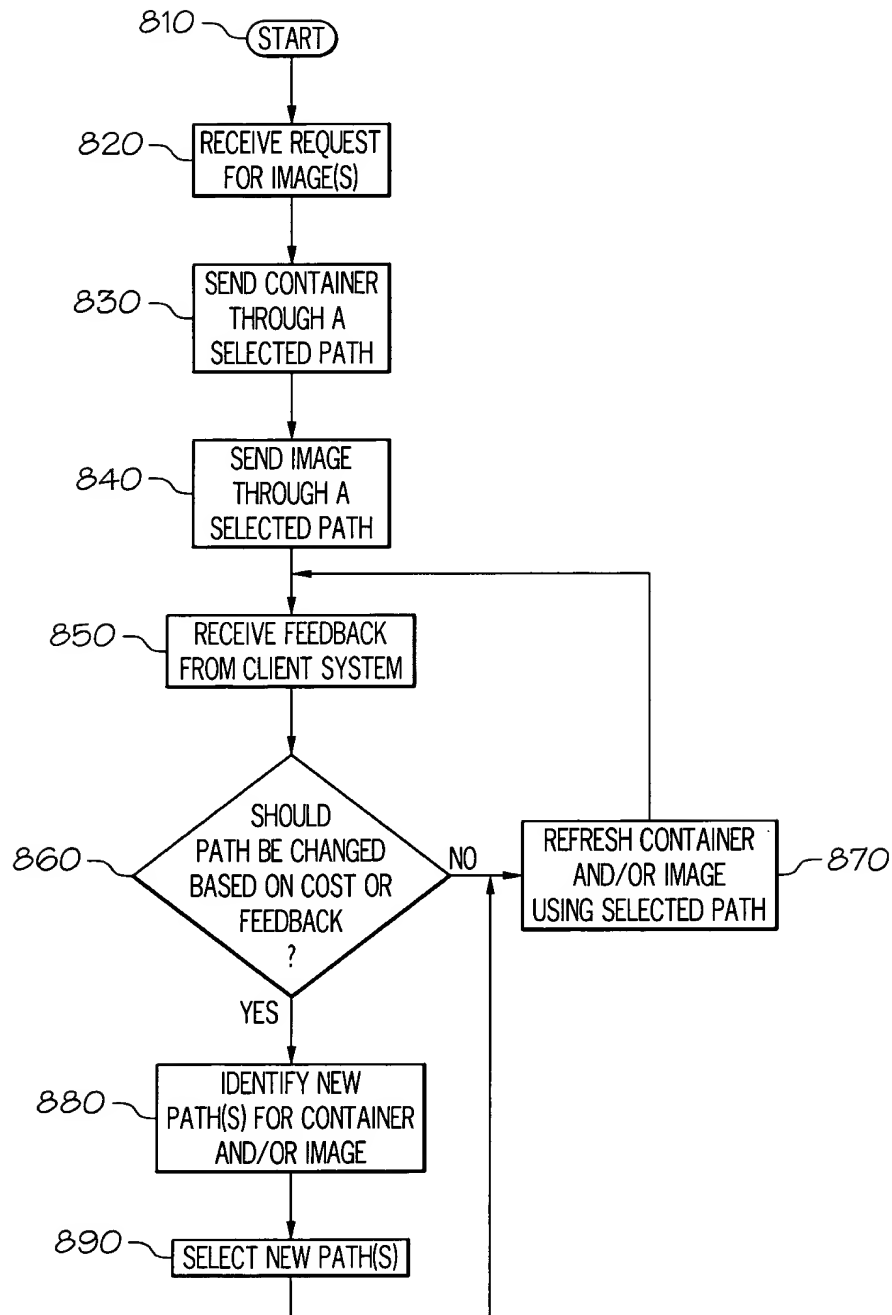 810
START
820
RECEIVE REQUEST
FOR IMAGE(S)
830
SEND CONTAINER
THROUGH A
SELECTED PATH
840
SEND IMAGE
THROUGH A
SELECTED PATH
850
RECEIVE FEEDBACK
FROM CLIENT SYSTEM
860
SHOULD
PATH BE CHANGED
BASED ON COST OR
FEEDBACK
?
NO
REFRESH CONTAINER
AND/OR IMAGE
USING SELECTED PATH
870
YES
880
IDENTIFY NEW
PATH(S) FOR CONTAINER
AND/OR IMAGE
890
SELECT NEW PATH(S)